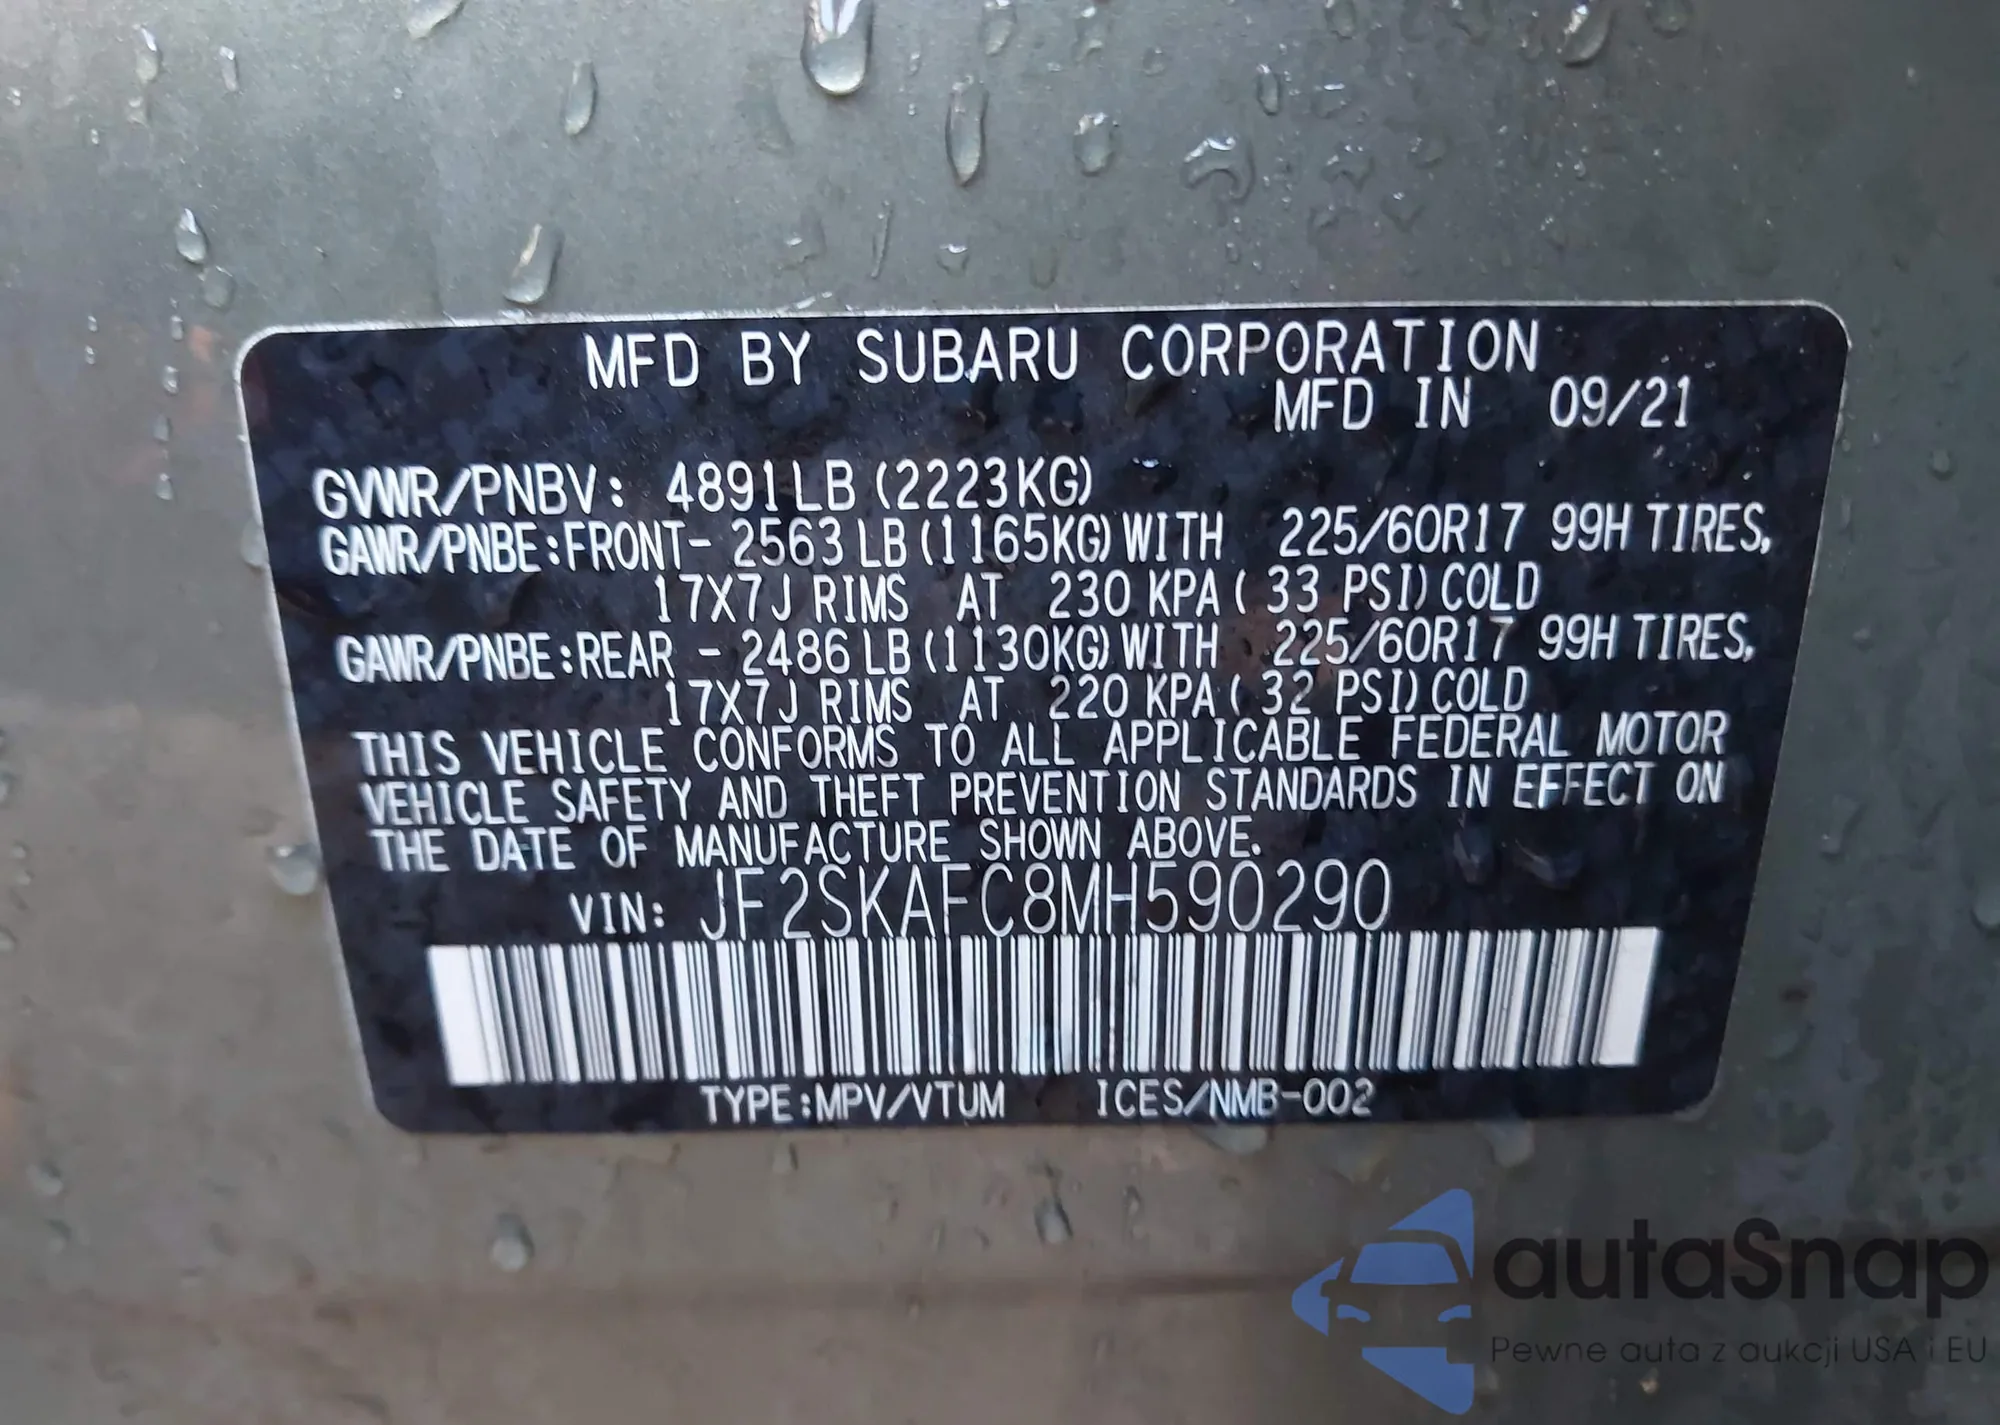 MFD BY SUBARU CORPORATION
MFD IN 09/21
GVWR/PNBV: 4891LB (2223KG)
GAWR/PNBE:FRONT- 2563 LB (1165KG) WITH 225/60R17 99H TIRES,
17X7J RIMS AT 230 KPA ( 33 PSI) COLD
GAWR/PNBE:REAR - 2486 LB (1130KG) WITH 225/60R17 99H TIRES,
17X7J RIMS AT 220 KPA ( 32 PSI) COLD
THIS VEHICLE CONFORMS TO ALL APPLICABLE FEDERAL MOTOR
VEHICLE SAFETY AND THEFT PREVENTION STANDARDS IN EFFECT ON
THE DATE OF MANUFACTURE SHOWN ABOVE.
VIN: JF2SKAFC8MH590290
TYPE:MPV/VTUM ICES/NMB-002
autaSnap
Pewne auta z aukcji USA i EU